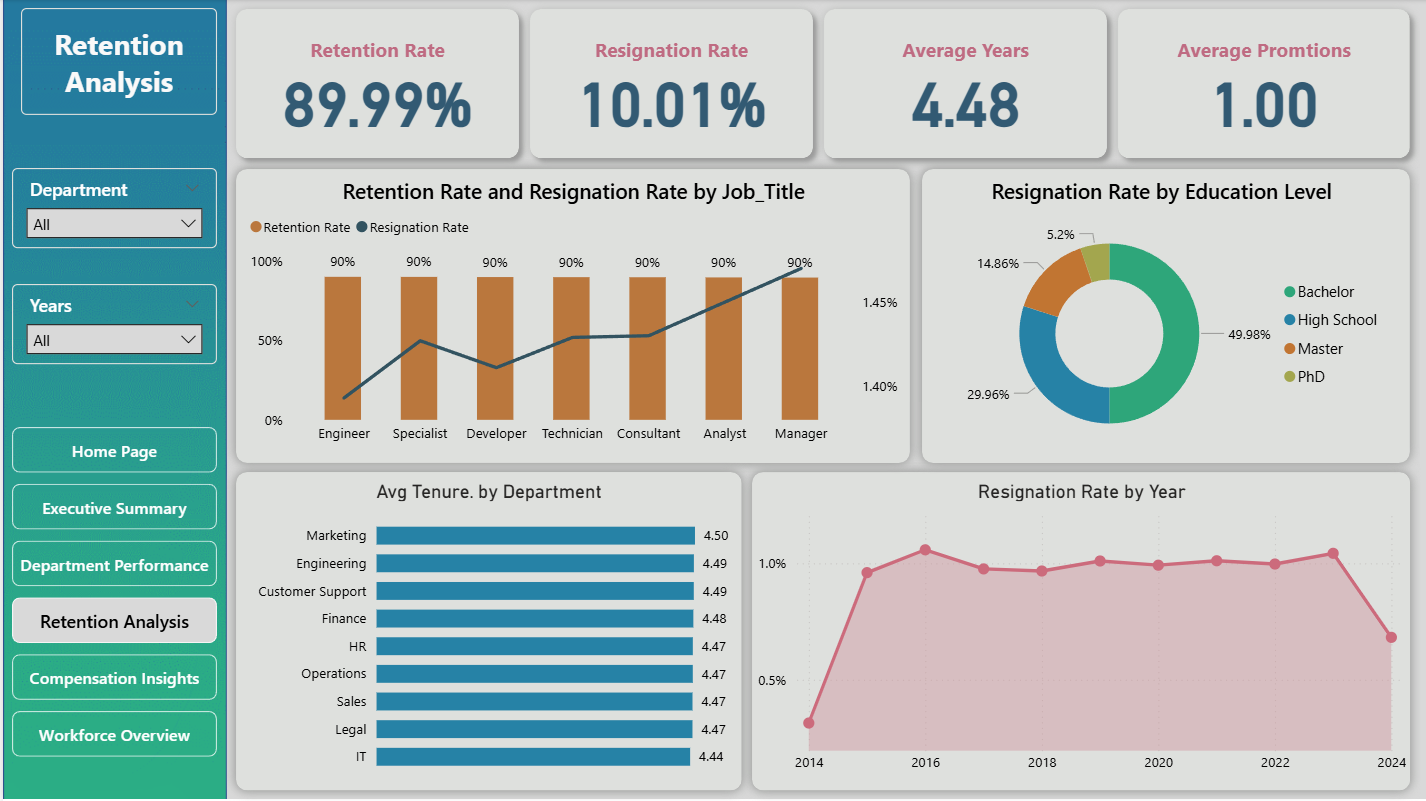 Retention
Analysis
Department
All
Years
All
Home Page
Executive Summary
Department Performance
Retention Analysis
Compensation Insights
Workforce Overview
Retention Rate
89.99%
Resignation Rate
10.01%
Average Years
4.48
Average Promtions
1.00
Retention Rate and Resignation Rate by Job_Title
Retention Rate Resignation Rate
100%
50%
0%
90% 90% 90% 90% 90% 90% 90%
1.45%
1.40%
Engineer Specialist Developer Technician Consultant Analyst Manager
Resignation Rate by Education Level
5.2%
14.86%
29.96%
49.98%
Bachelor
High School
Master
PhD
Avg Tenure. by Department
Marketing 4.50
Engineering 4.49
Customer Support 4.49
Finance 4.48
HR 4.47
Operations 4.47
Sales 4.47
Legal 4.47
IT 4.44
Resignation Rate by Year
1.0%
0.5%
2014 2016 2018 2020 2022 2024